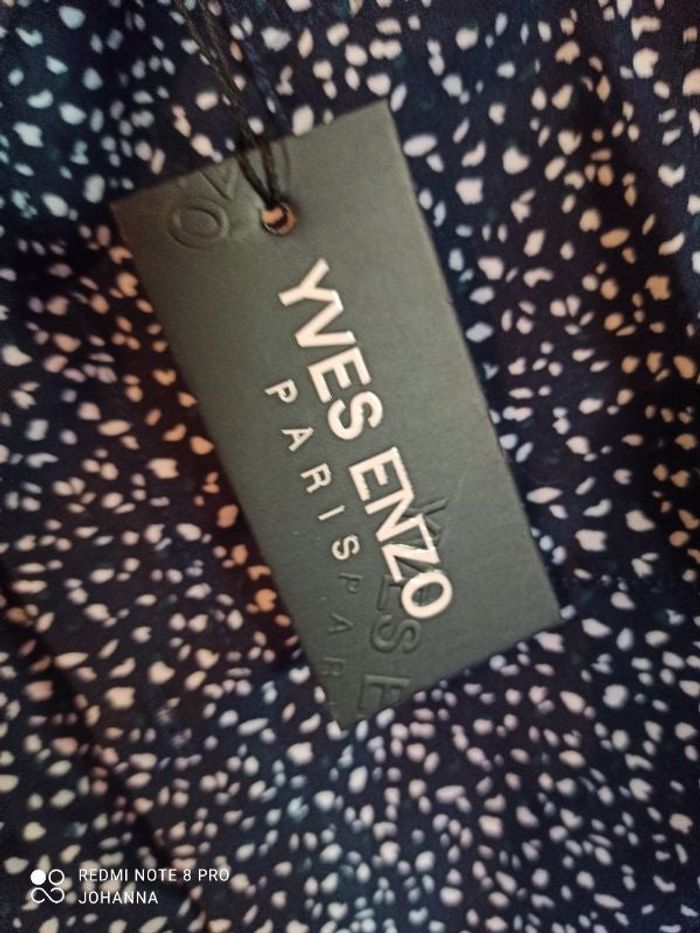 YVES ENZO
PARIS
REDMI NOTE 8 PRO
JOHANNA